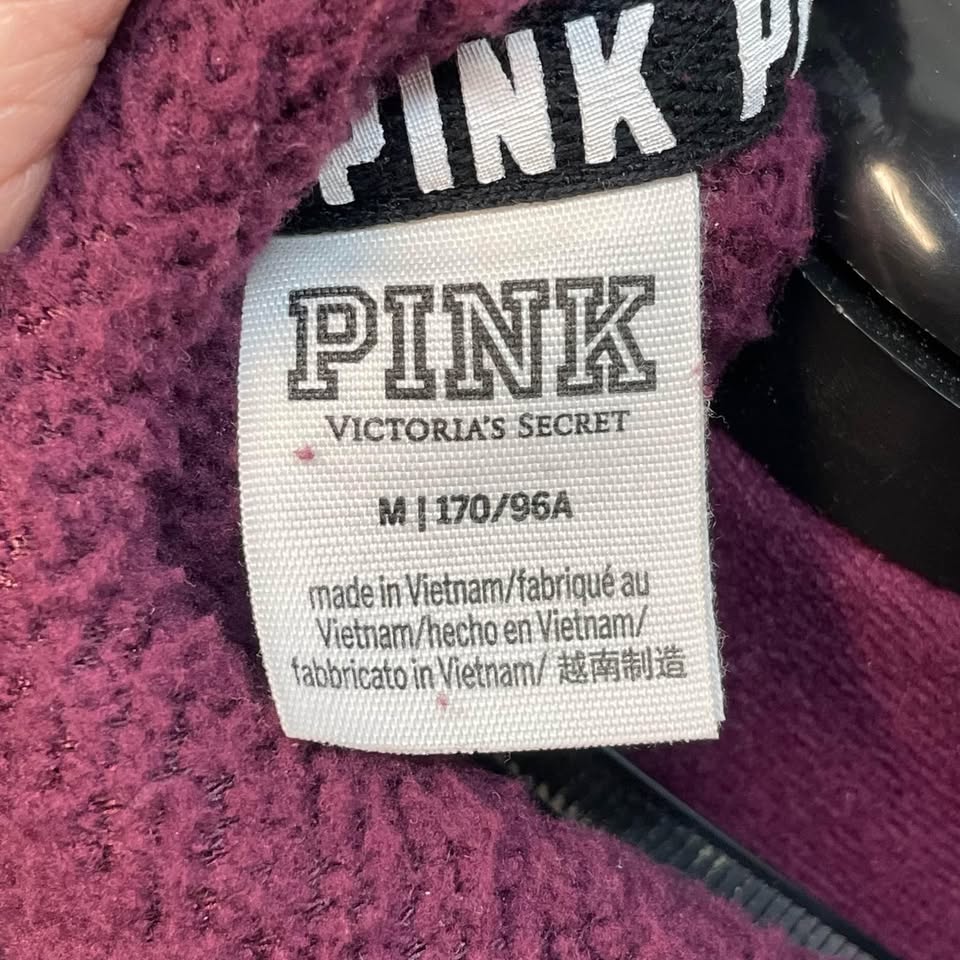 PINK P
PINK
VICTORIA'S SECRET
M | 170/96A
made in Vietnam/fabriqué au
Vietnam/hecho en Vietnam/
fabbricato in Vietnam/ 越南制造